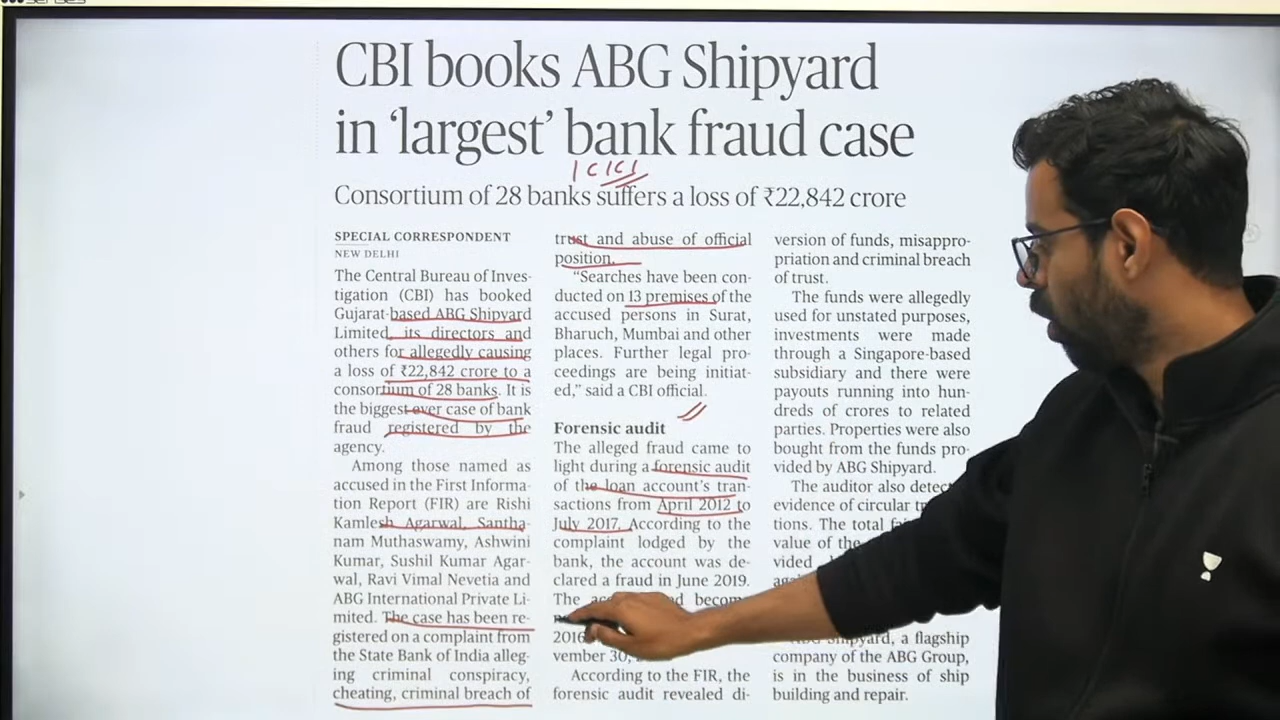 CBI books ABG Shipyard
in ‘largest’ bank fraud case
ICICI
Consortium of 28 banks suffers a loss of ₹22,842 crore
SPECIAL CORRESPONDENT
NEW DELHI
The Central Bureau of Inves-
tigation (CBI) has booked
Gujarat-based ABG Shipyard
Limited, its directors and
others for allegedly causing
a loss of ₹22,842 crore to a
consortium of 28 banks. It is
the biggest-ever case of bank
fraud registered by the
agency.
Among those named as
accused in the First Informa-
tion Report (FIR) are Rishi
Kamlesh Agarwal, Santha-
nam Muthaswamy, Ashwini
Kumar, Sushil Kumar Agar-
wal, Ravi Vimal Nevetia and
ABG International Private Li-
mited. The case has been re-
gistered on a complaint from
the State Bank of India alleg-
ing criminal conspiracy,
cheating, criminal breach of
trust and abuse of official
position.
“Searches have been con-
ducted on 13 premises of the
accused persons in Surat,
Bharuch, Mumbai and other
places. Further legal pro-
ceedings are being initiat-
ed,” said a CBI official.
Forensic audit
The alleged fraud came to
light during a forensic audit
of the loan account’s tran-
sactions from April 2012 to
July 2017. According to the
complaint lodged by the
bank, the account was de-
clared a fraud in June 2019.
The
2016
vember 30,
According to the FIR, the
forensic audit revealed di-
version of funds, misappro-
priation and criminal breach
of trust.
The funds were allegedly
used for unstated purposes,
investments were made
through a Singapore-based
subsidiary and there were
payouts running into hun-
dreds of crores to related
parties. Properties were also
bought from the funds pro-
vided by ABG Shipyard.
The auditor also
evidence of circular
tions. The total
value of the
vided
Shipyard, a flagship
company of the ABG Group,
is in the business of ship
building and repair.